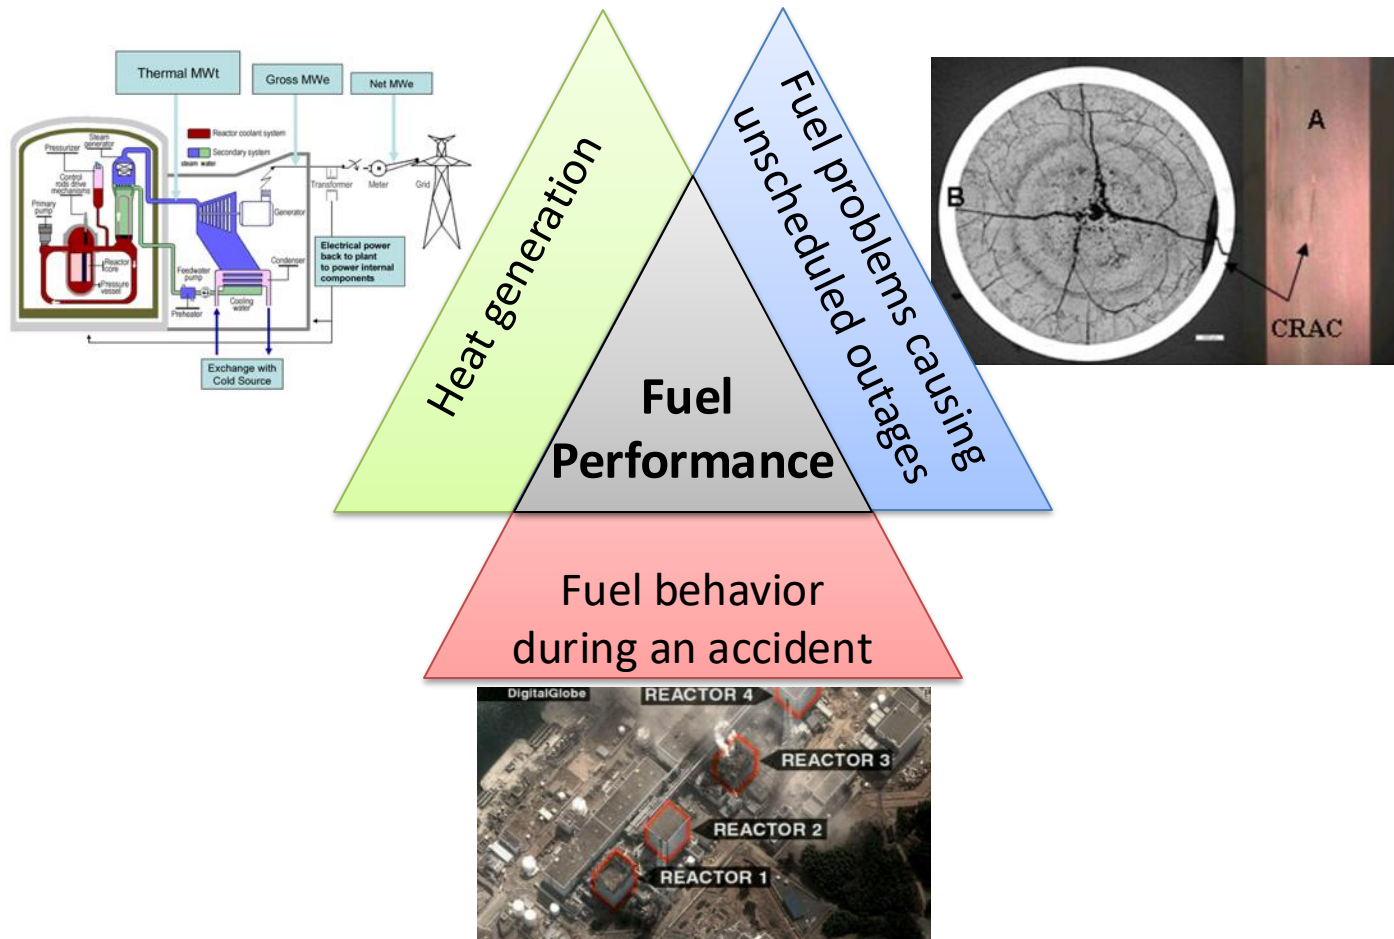 Thermal MWt
Gross MWe
Net MWe
Reactor coolant system
Secondary system
steam water
Steam
generator
Pressurizer
Control
rods drive
mechanisms
Primary
pump
Reactor
core
Pressure
vessel
Feedwater
pump
Preheater
Cooling
water
Condenser
Generator
Transformer
Meter
Grid
Electrical power
back to plant
to power internal
components
Exchange with
Cold Source
Heat generation
Fuel problems causing
unscheduled outages
Fuel
Performance
Fuel behavior
during an accident
B
A
CRAC
DigitalGlobe
REACTOR 4
REACTOR 3
REACTOR 2
REACTOR 1